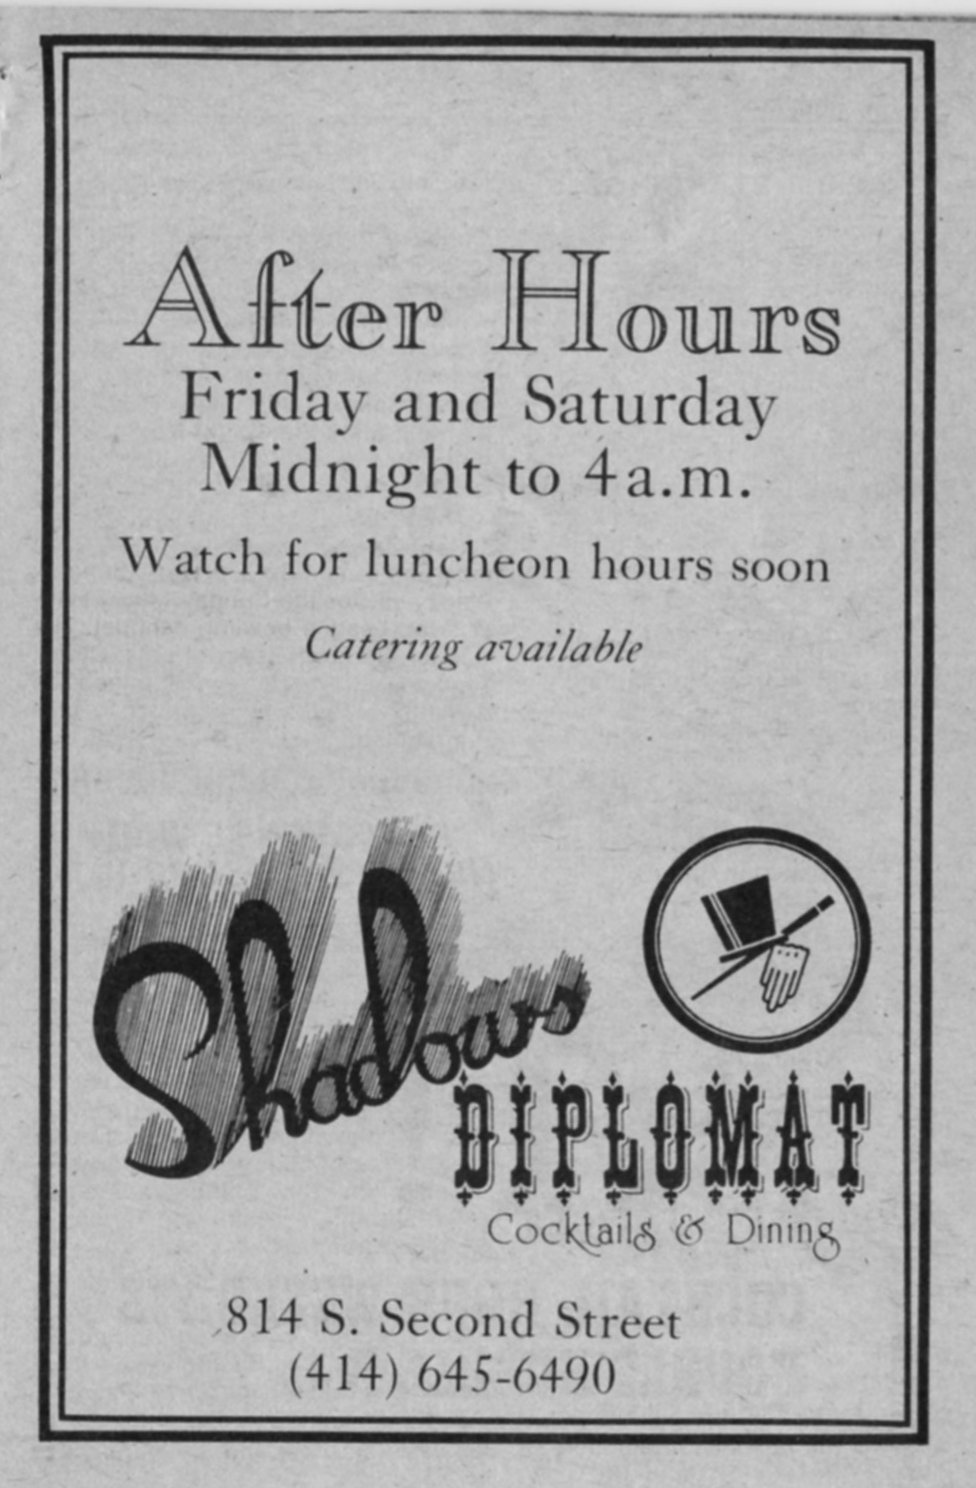 After Hours
Friday and Saturday
Midnight to 4 a.m.
Watch for luncheon hours soon
Catering available
Shadows
DIPLOMAT
Cocktails & Dining
814 S. Second Street
(414) 645-6490